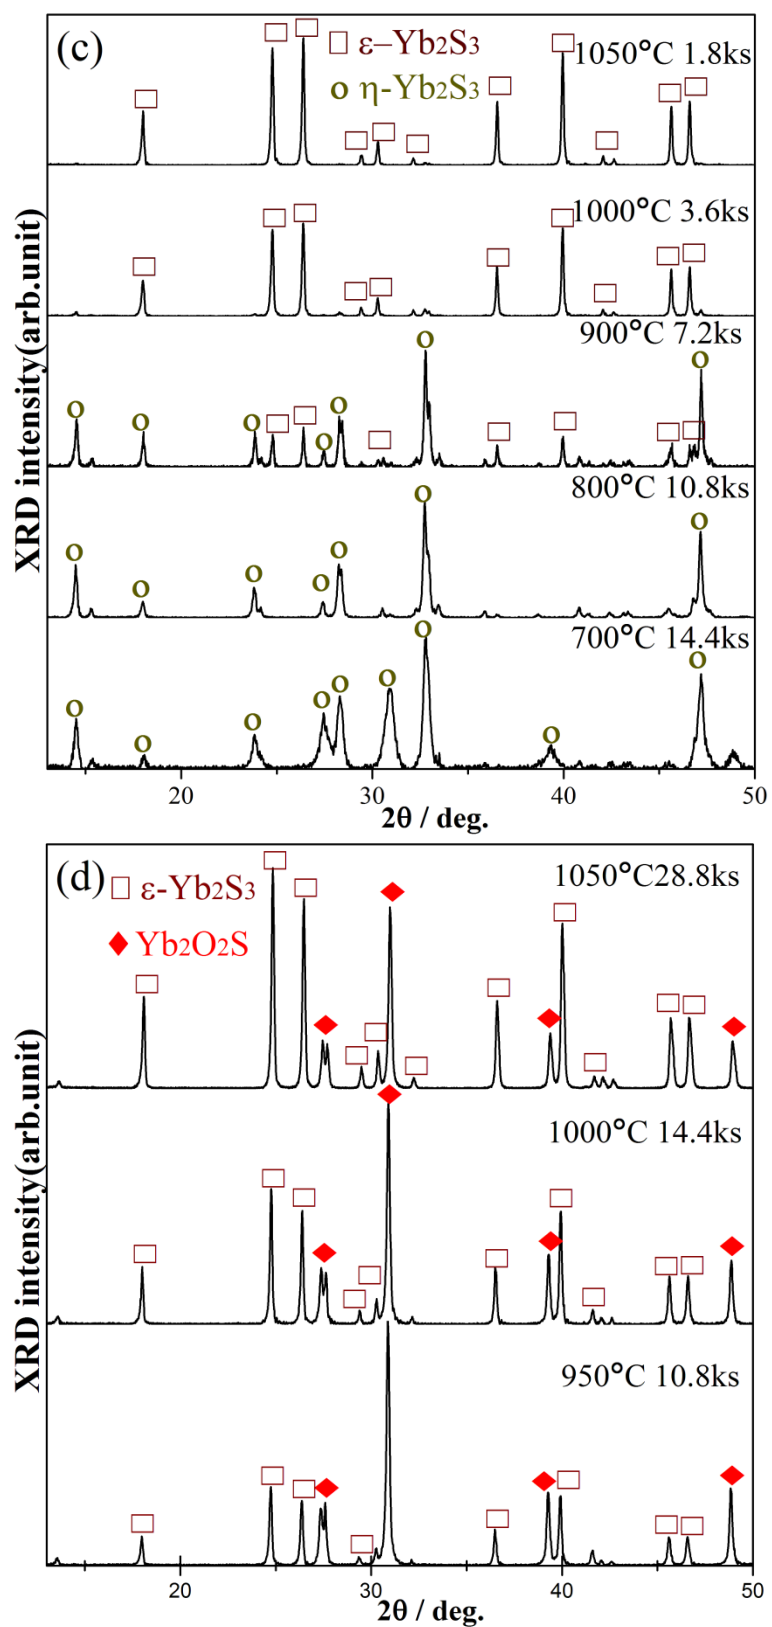 (c)
ε–Yb₂S₃
η-Yb₂S₃
1050°C 1.8ks
1000°C 3.6ks
900°C 7.2ks
800°C 10.8ks
700°C 14.4ks
XRD intensity(arb.unit)
20 30 40 50
2θ / deg.
(d)
ε-Yb₂S₃
Yb₂O₂S
1050°C28.8ks
1000°C 14.4ks
950°C 10.8ks
XRD intensity(arb.unit)
20 30 40 50
2θ / deg.